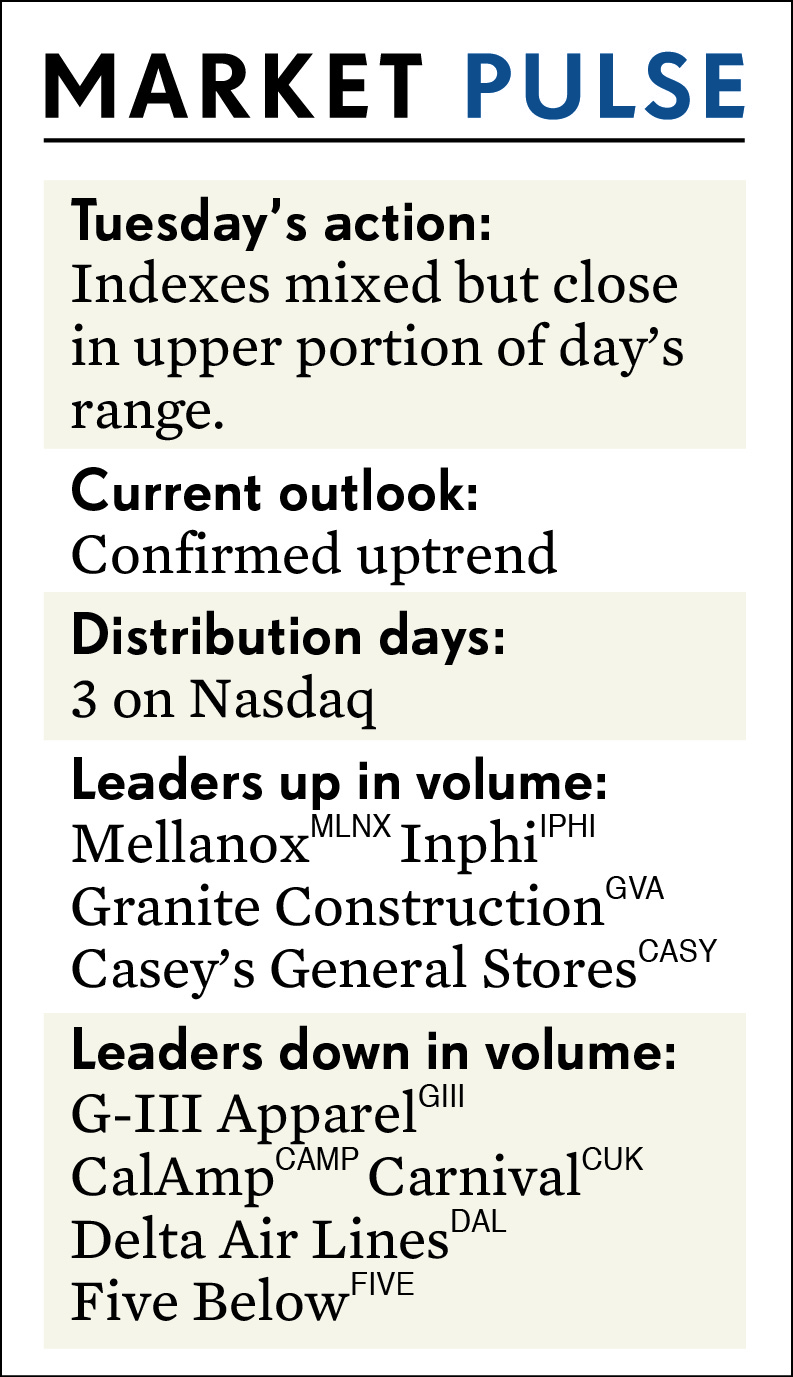 MARKET PULSE
Tuesday’s action:
Indexes mixed but close
in upper portion of day’s
range.
Current outlook:
Confirmed uptrend
Distribution days:
3 on Nasdaq
Leaders up in volume:
Mellanox MLNX Inphi IPHI
Granite Construction GVA
Casey’s General Stores CASY
Leaders down in volume:
G-III Apparel GIII
CalAmp CAMP Carnival CUK
Delta Air Lines DAL
Five Below FIVE